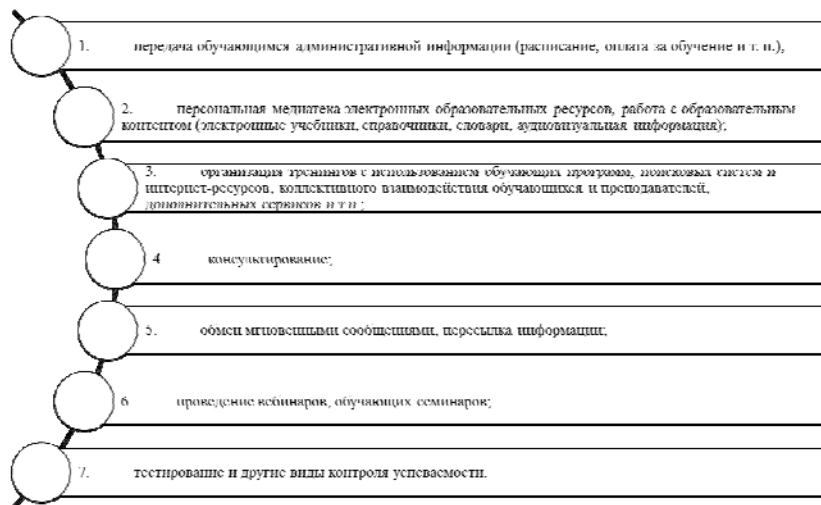 1. передача обучающимся административной информации (расписание, оплата за обучение и т. п.),
2. персональная медиатека электронных образовательных ресурсов, работа с образовательным
контентом (электронные учебники, справочники, словари, аудиовизуальная информация);
3. организация тренингов с использованием обучающих программ, поисковых систем и
интернет-ресурсов, коллективного взаимодействия обучающихся и преподавателей,
дополнительных сервисов и т п ;
4 консультирование;
5. обмен мгновенными сообщениями, пересылка информации;
6 проведение вебинаров, обучающих семинаров;
7. тестирование и другие виды контроля успеваемости.